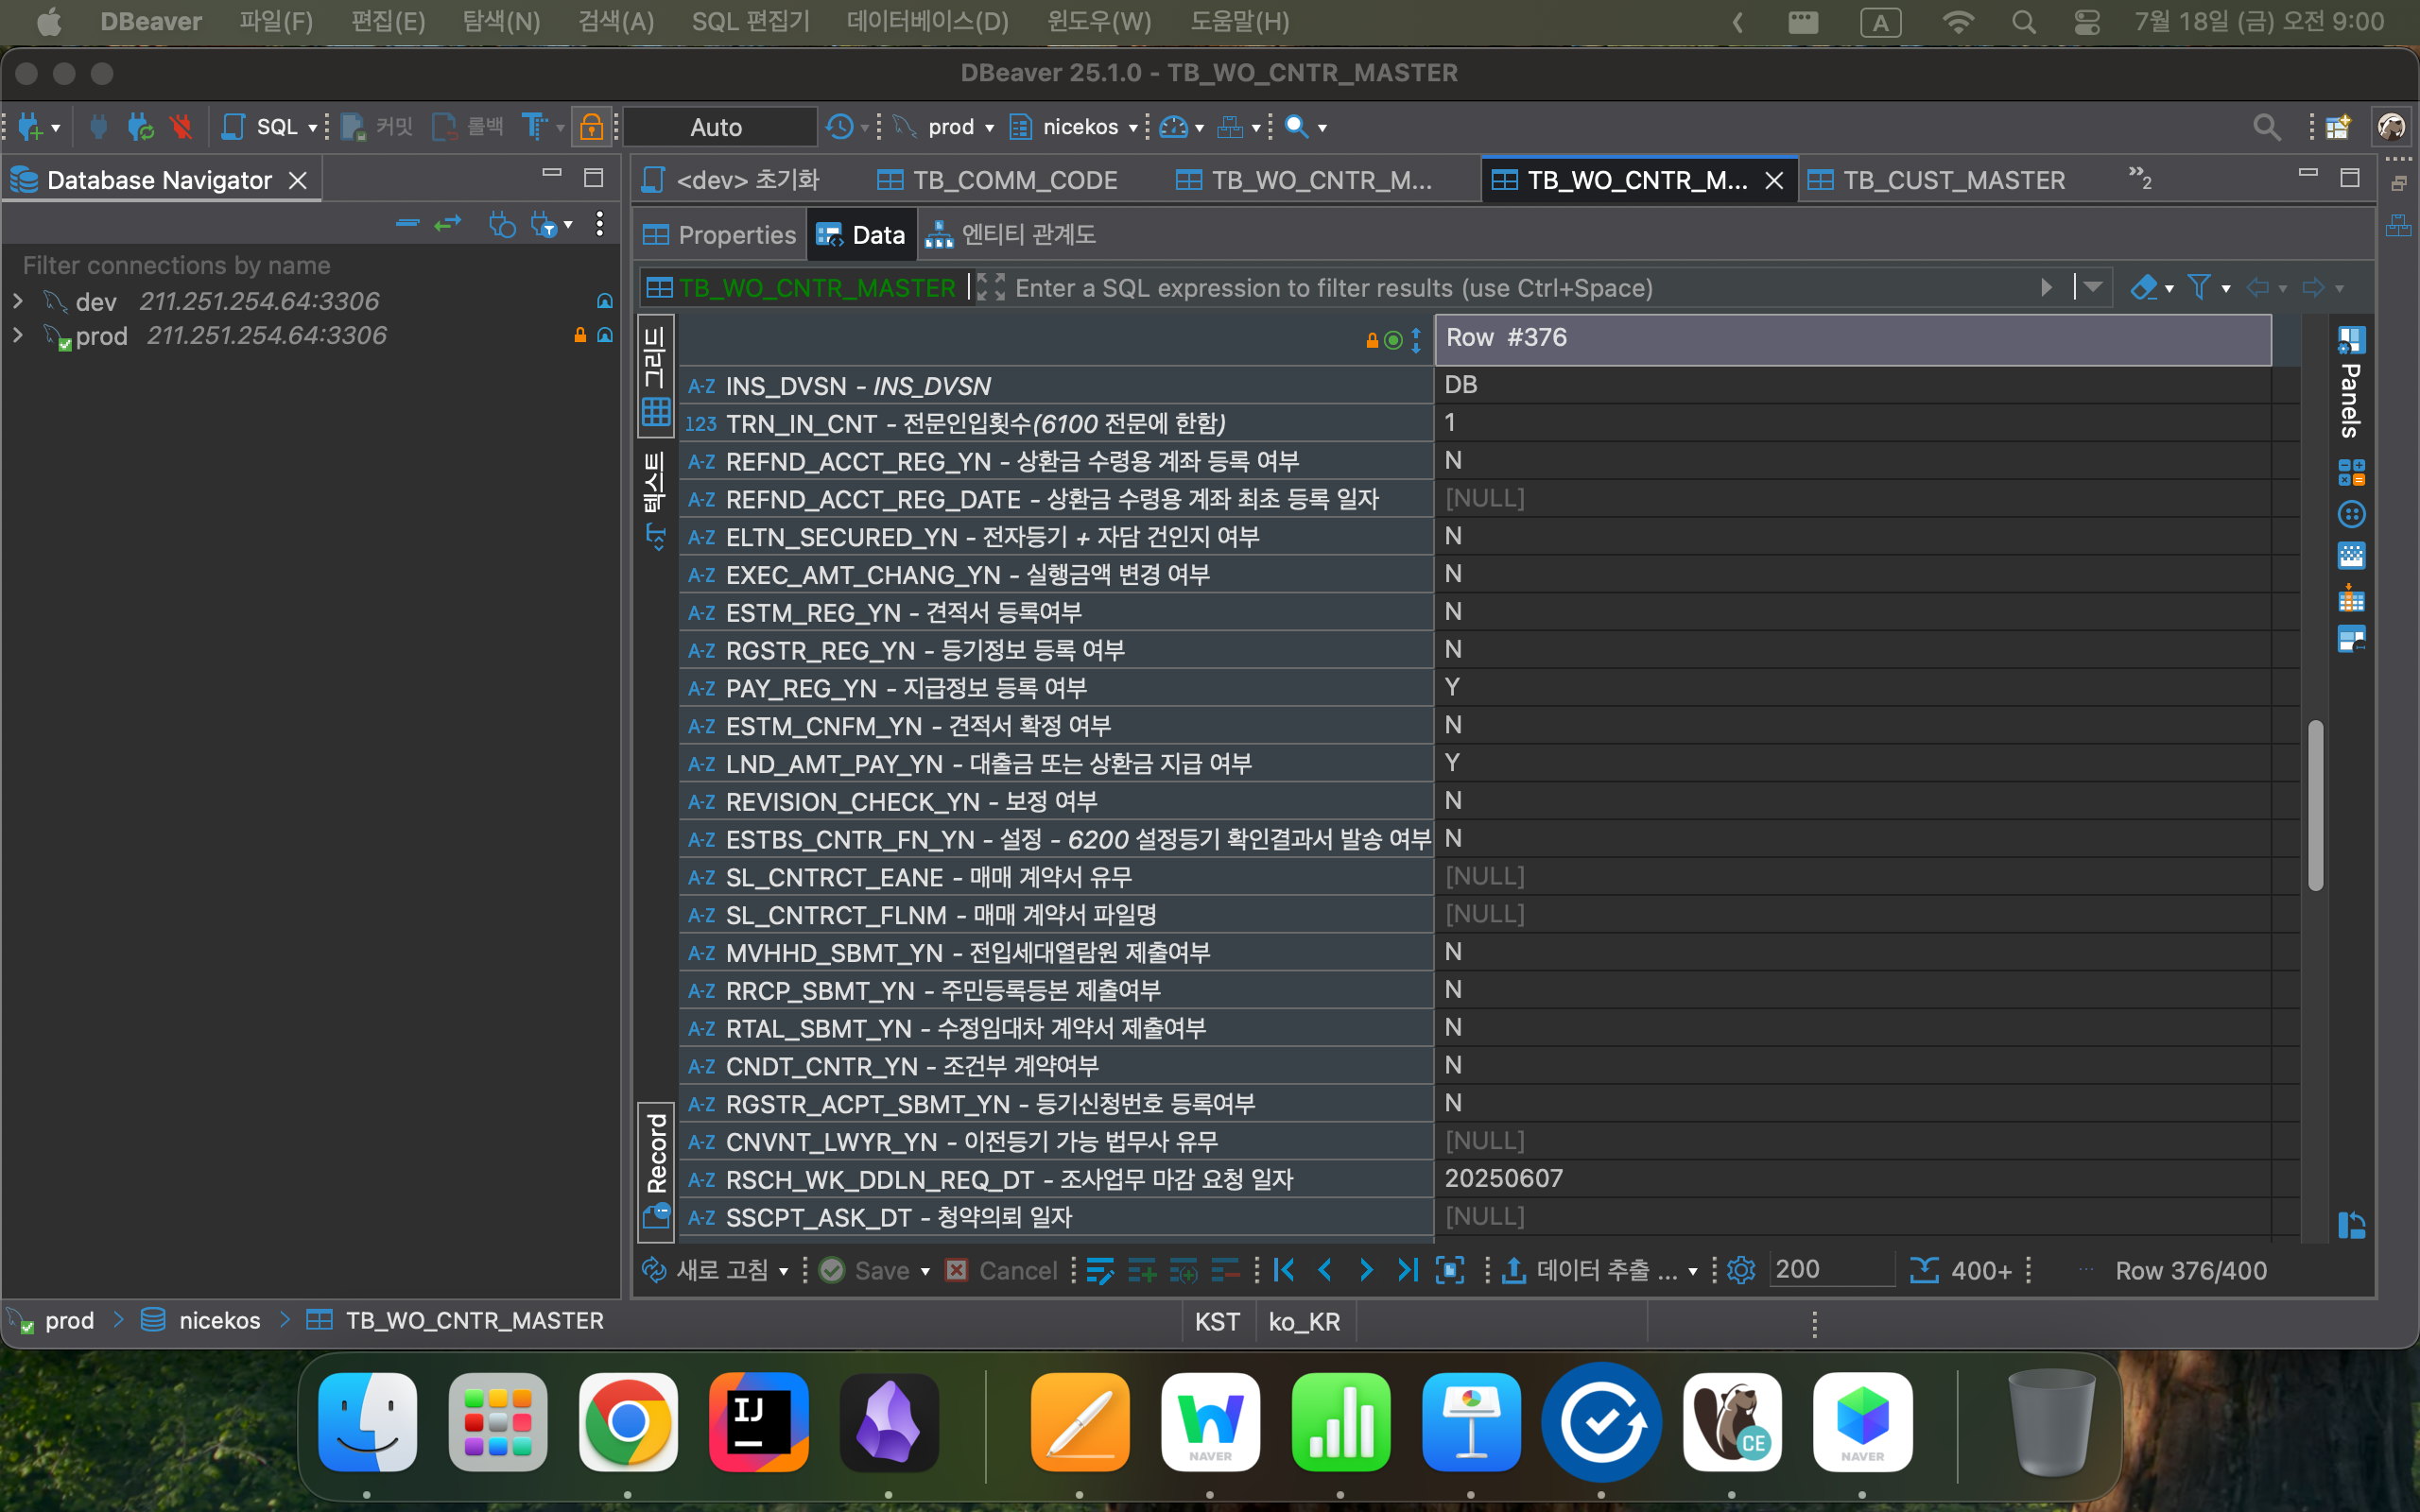 DBeaver 파일(F) 편집(E) 탐색(N) 검색(A) SQL 편집기 데이터베이스(D) 윈도우(W) 도움말(H) A 7월 18일 (금) 오전 9:00
DBeaver 25.1.0 - TB_WO_CNTR_MASTER
SQL 커밋 롤백 T Auto prod nicekos
Database Navigator <dev> 초기화 TB_COMM_CODE TB_WO_CNTR_M... TB_WO_CNTR_M... TB_CUST_MASTER »2
Properties Data 엔티티 관계도
Filter connections by name
TB_WO_CNTR_MASTER Enter a SQL expression to filter results (use Ctrl+Space)
dev 211.251.254.64:3306
prod 211.251.254.64:3306
그리드
텍스트
Record
Panels
Row #376
A-Z INS_DVSN - INS_DVSN DB
123 TRN_IN_CNT - 전문인입횟수(6100 전문에 한함) 1
A-Z REFND_ACCT_REG_YN - 상환금 수령용 계좌 등록 여부 N
A-Z REFND_ACCT_REG_DATE - 상환금 수령용 계좌 최초 등록 일자 [NULL]
A-Z ELTN_SECURED_YN - 전자등기 + 자담 건인지 여부 N
A-Z EXEC_AMT_CHANG_YN - 실행금액 변경 여부 N
A-Z ESTM_REG_YN - 견적서 등록여부 N
A-Z RGSTR_REG_YN - 등기정보 등록 여부 N
A-Z PAY_REG_YN - 지급정보 등록 여부 Y
A-Z ESTM_CNFM_YN - 견적서 확정 여부 N
A-Z LND_AMT_PAY_YN - 대출금 또는 상환금 지급 여부 Y
A-Z REVISION_CHECK_YN - 보정 여부 N
A-Z ESTBS_CNTR_FN_YN - 설정 - 6200 설정등기 확인결과서 발송 여부 N
A-Z SL_CNTRCT_EANE - 매매 계약서 유무 [NULL]
A-Z SL_CNTRCT_FLNM - 매매 계약서 파일명 [NULL]
A-Z MVHHD_SBMT_YN - 전입세대열람원 제출여부 N
A-Z RRCP_SBMT_YN - 주민등록등본 제출여부 N
A-Z RTAL_SBMT_YN - 수정임대차 계약서 제출여부 N
A-Z CNDT_CNTR_YN - 조건부 계약여부 N
A-Z RGSTR_ACPT_SBMT_YN - 등기신청번호 등록여부 N
A-Z CNVNT_LWYR_YN - 이전등기 가능 법무사 유무 [NULL]
A-Z RSCH_WK_DDLN_REQ_DT - 조사업무 마감 요청 일자 20250607
A-Z SSCPT_ASK_DT - 청약의뢰 일자 [NULL]
새로 고침 Save Cancel 데이터 추출 ... 200 400+ Row 376/400
prod nicekos TB_WO_CNTR_MASTER KST ko_KR
IJ W NAVER CE NAVER